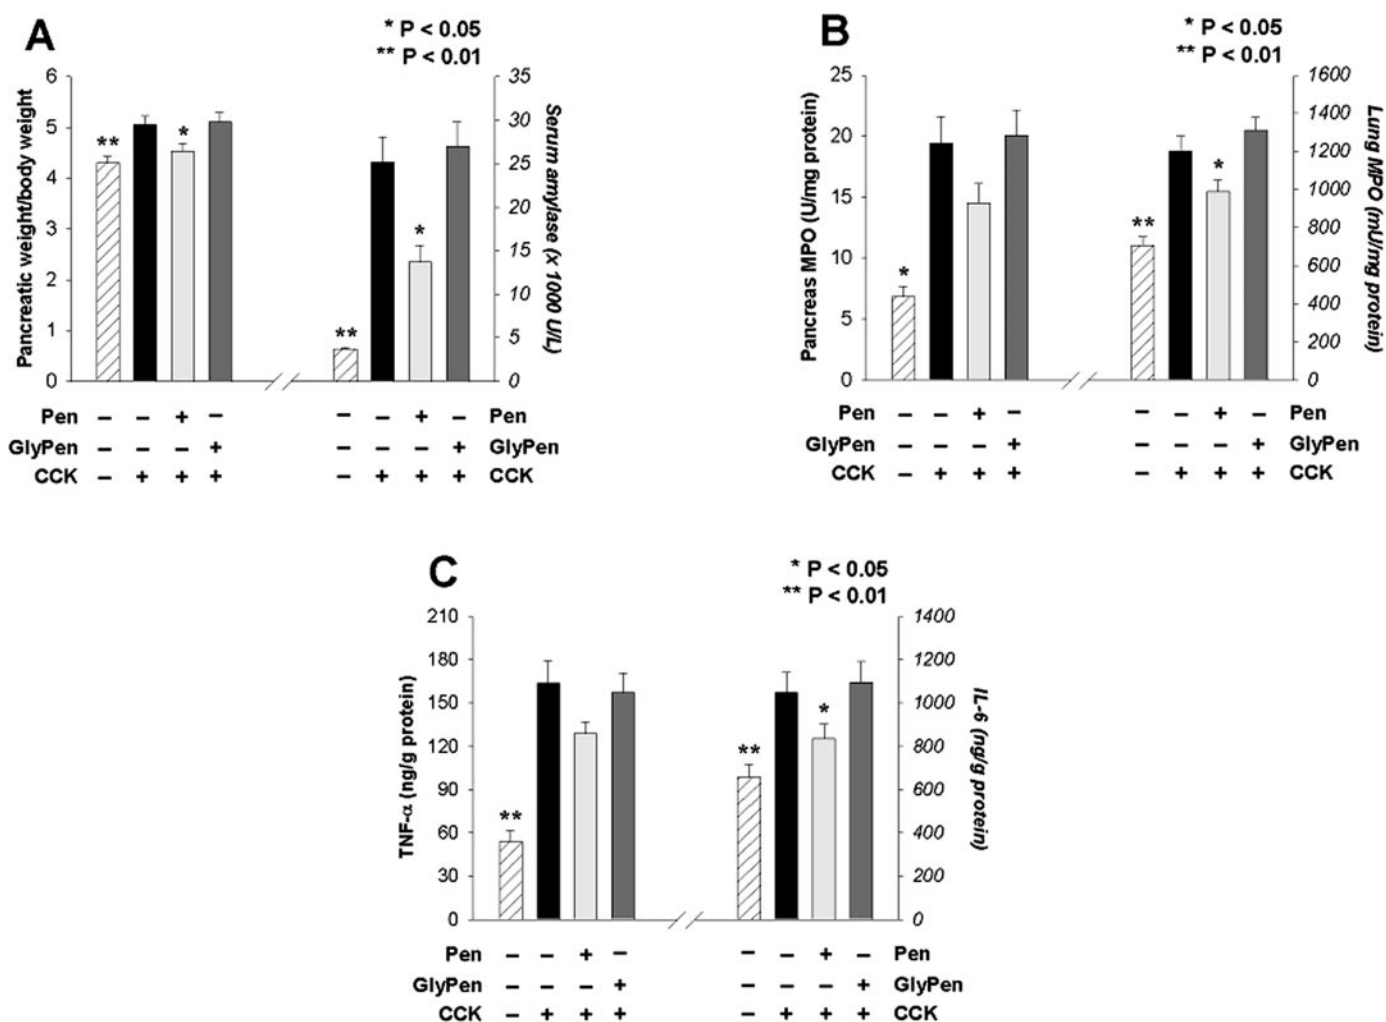 A
* P < 0.05
** P < 0.01
Pancreatic weight/body weight
6
5
4
3
2
1
0
** *
** *
35
30
25
20
15
10
5
0
Serum amylase (x 1000 U/L)
Pen – – + – – – + – Pen
GlyPen – – – + – – – + GlyPen
CCK – + + + – + + + CCK
B
* P < 0.05
** P < 0.01
Pancreas MPO (U/mg protein)
25
20
15
10
5
0
*
** *
1600
1400
1200
1000
800
600
400
200
0
Lung MPO (mU/mg protein)
Pen – – + – – – + – Pen
GlyPen – – – + – – – + GlyPen
CCK – + + + – + + + CCK
C
* P < 0.05
** P < 0.01
TNF-α (ng/g protein)
210
180
150
120
90
60
30
0
**
** *
1400
1200
1000
800
600
400
200
0
IL-6 (ng/g protein)
Pen – – + – – – + – Pen
GlyPen – – – + – – – + GlyPen
CCK – + + + – + + + CCK